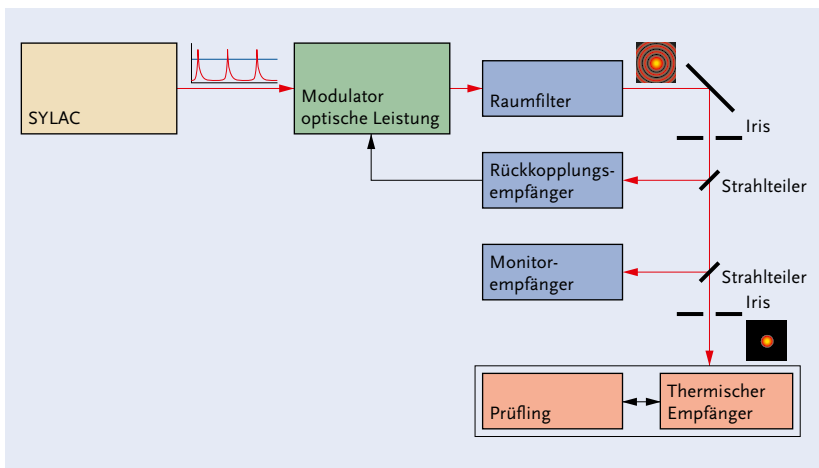 SYLAC
Modulator
optische Leistung
Raumfilter
Iris
Rückkopplungs-
empfänger
Strahlteiler
Monitor-
empfänger
Strahlteiler
Iris
Prüfling
Thermischer
Empfänger